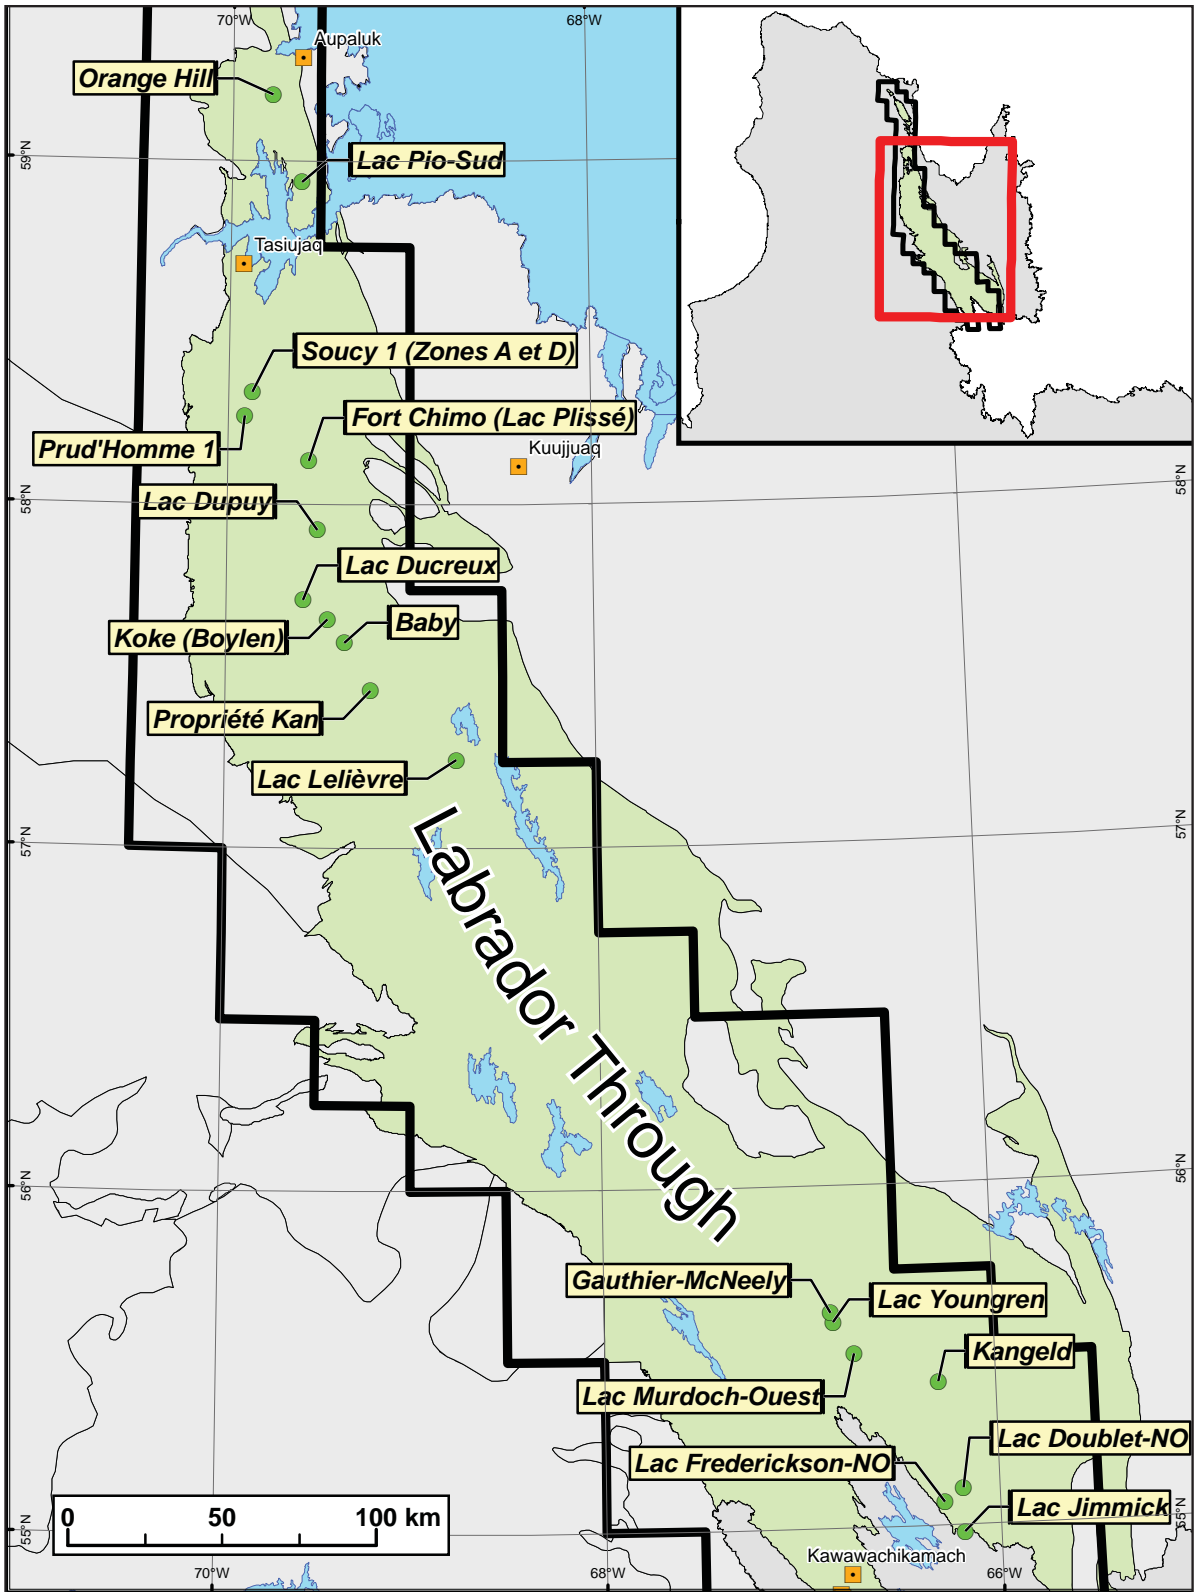 70°W
68°W
Aupaluk
Orange Hill
59°N
Lac Pio-Sud
Tasiujaq
Soucy 1 (Zones A et D)
Fort Chimo (Lac Plissé)
Prud'Homme 1
Kuujjuaq
58°N
58°N
Lac Dupuy
Lac Ducreux
Baby
Koke (Boylen)
Propriété Kan
Lac Lelièvre
57°N
57°N
Labrador Through
56°N
56°N
Gauthier-McNeely
Lac Youngren
Kangeld
Lac Murdoch-Ouest
Lac Doublet-NO
Lac Frederickson-NO
Lac Jimmick
0 50 100 km
55°N
55°N
Kawawachikamach
70°W
68°W
66°W